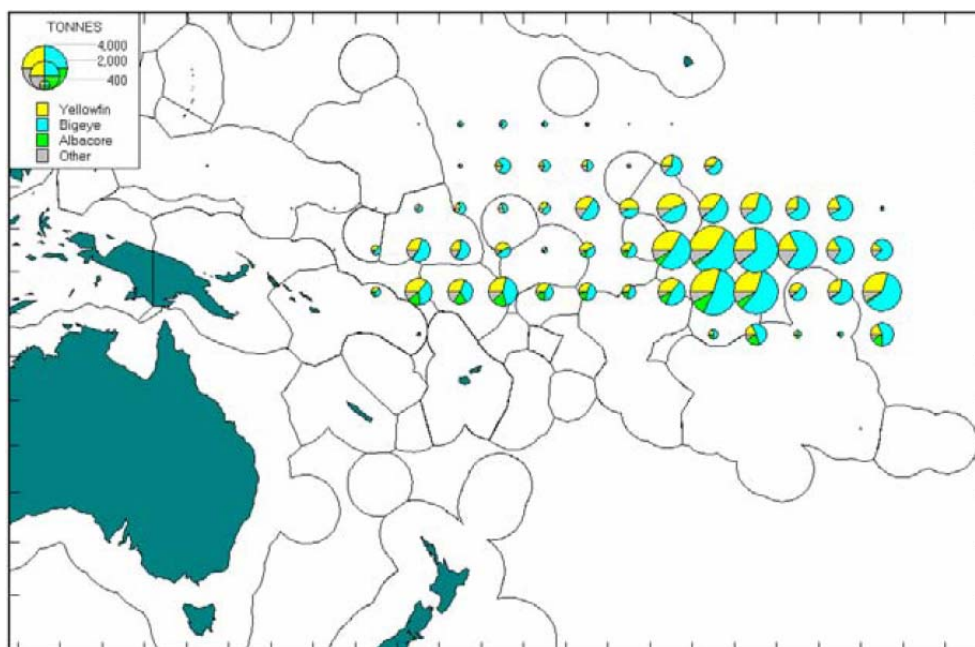 TONNES
4,000
2,000
400
Yellowfin
Bigeye
Albacore
Other